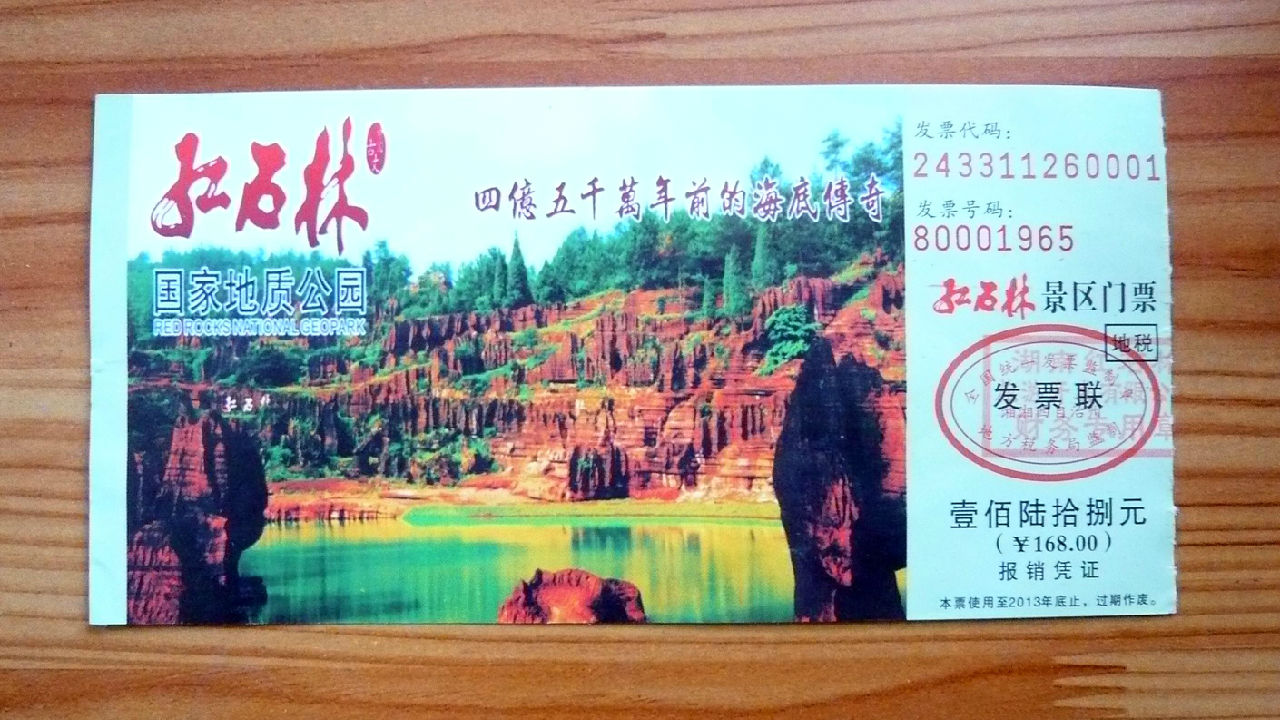 红石林
国家地质公园
RED ROCKS NATIONAL GEOPARK
四億五千萬年前的海底傳奇
红石林
发票代码:
243311260001
发票号码:
80001965
红石林 景区门票
地税
发票联
壹佰陆拾捌元
(¥168.00)
报销凭证
本票使用至2013年底止，过期作废。